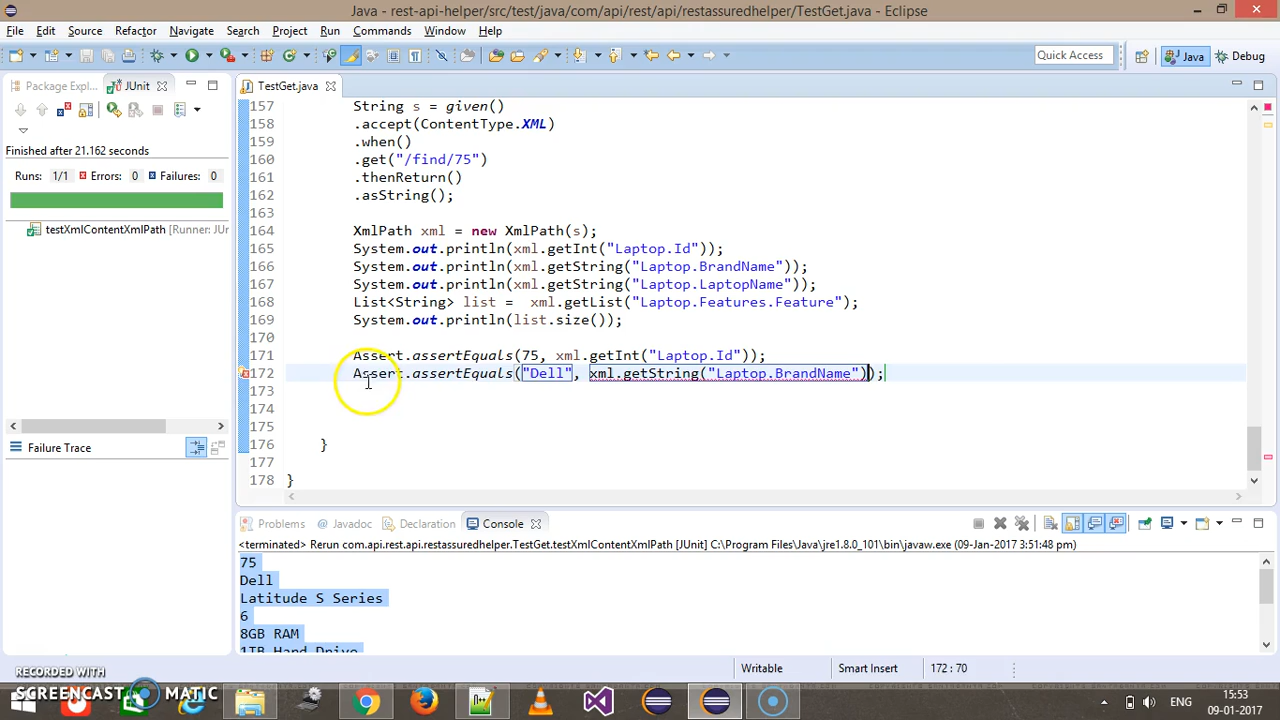 Java - rest-api-helper/src/test/java/com/api/rest/api/restassuredhelper/TestGet.java - Eclipse
File Edit Source Refactor Navigate Search Project Run Commands Window Help
Quick Access Java Debug
Package Expl... JUnit TestGet.java
Finished after 21.162 seconds
Runs: 1/1 Errors: 0 Failures: 0
testXmlContentXmlPath [Runner: JUr
Failure Trace
157 String s = given()
158 .accept(ContentType.XML)
159 .when()
160 .get("/find/75")
161 .thenReturn()
162 .asString();
163
164 XmlPath xml = new XmlPath(s);
165 System.out.println(xml.getInt("Laptop.Id"));
166 System.out.println(xml.getString("Laptop.BrandName"));
167 System.out.println(xml.getString("Laptop.LaptopName"));
168 List<String> list =  xml.getList("Laptop.Features.Feature");
169 System.out.println(list.size());
170
171 Assert.assertEquals(75, xml.getInt("Laptop.Id"));
172 Assert.assertEquals("Dell", xml.getString("Laptop.BrandName"));
173
174
175
176 }
177
178 }
Problems Javadoc Declaration Console
<terminated> Rerun com.api.rest.api.restassuredhelper.TestGet.testXmlContentXmlPath [JUnit] C:\Program Files\Java\jre1.8.0_101\bin\javaw.exe (09-Jan-2017 3:51:48 pm)
75
Dell
Latitude S Series
6
8GB RAM
1TB Hard Drive
Writable Smart Insert 172 : 70
RECORDED WITH
SCREENCAST MATIC
ENG
15:53
09-01-2017